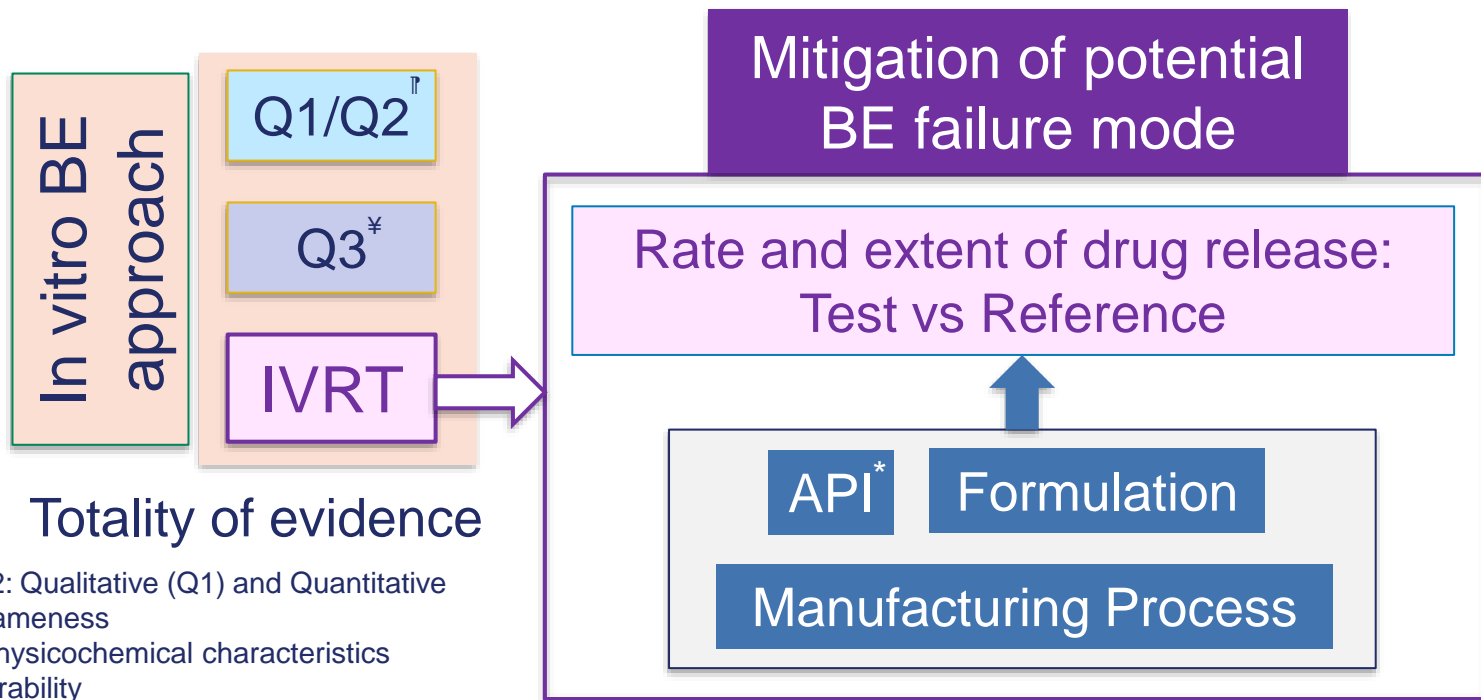 In vitro BE
approach
Q1/Q2⁋
Q3¥
IVRT
Totality of evidence
2: Qualitative (Q1) and Quantitative
ameness
hysicochemical characteristics
rability
Mitigation of potential
BE failure mode
Rate and extent of drug release:
Test vs Reference
API*
Formulation
Manufacturing Process